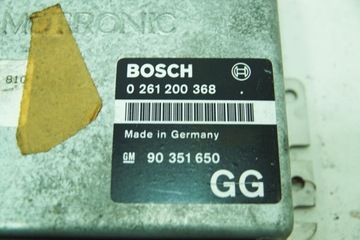 MOTRONIC
810
BOSCH
0 261 200 368
Made in Germany
GM 90 351 650
GG